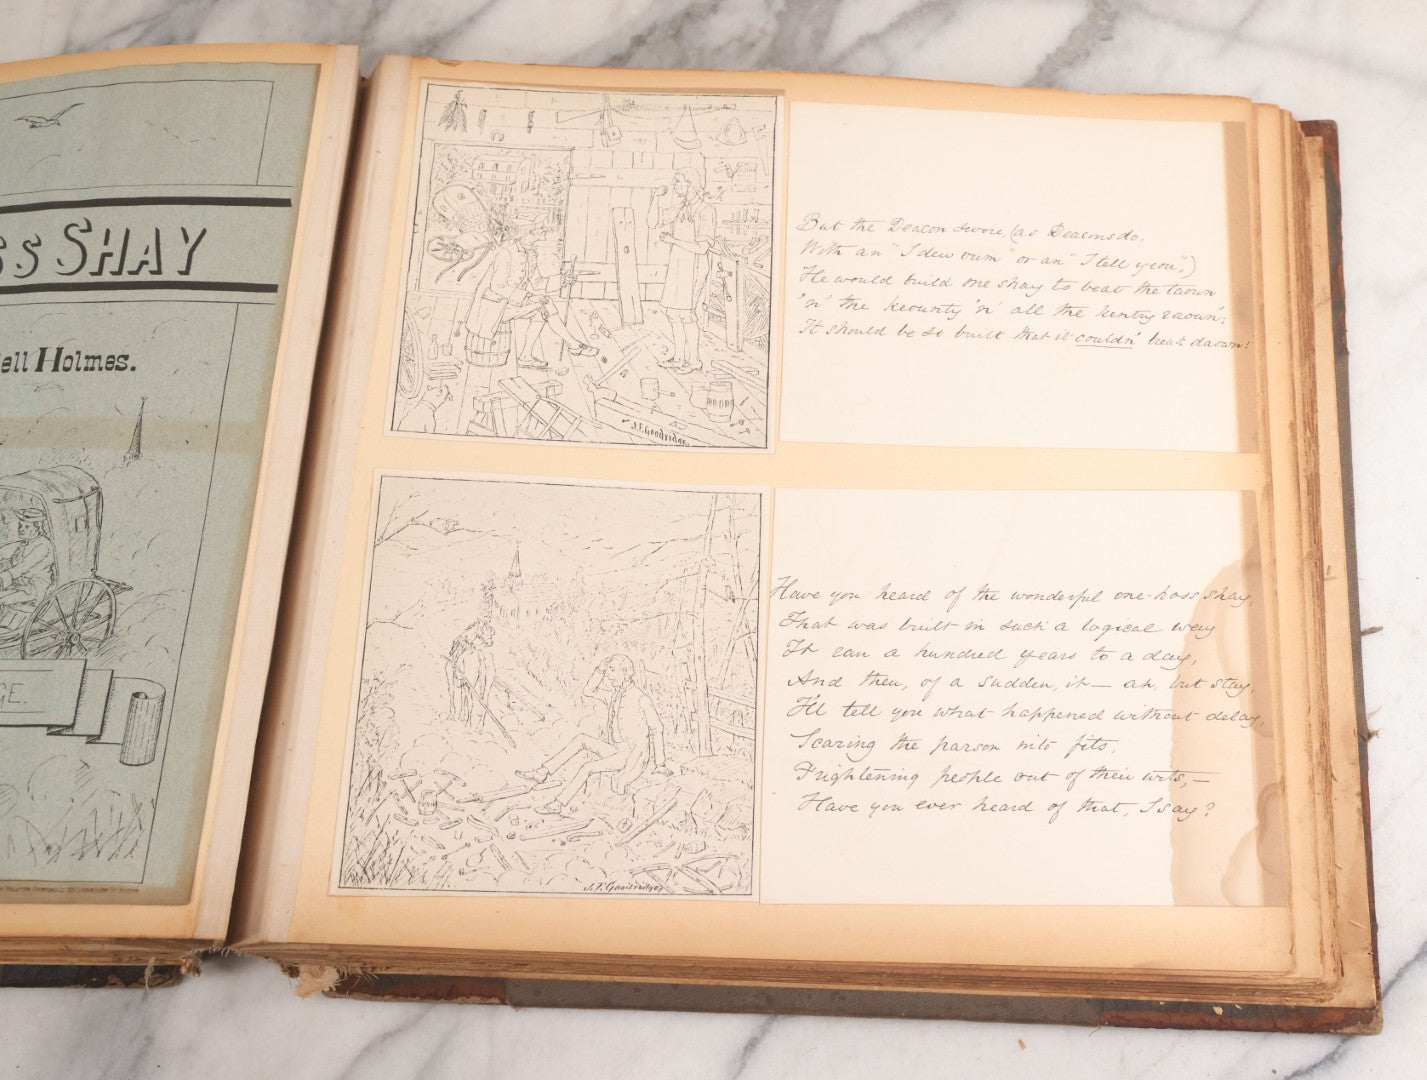 SS SHAY
ell Holmes.
GE.
J.F. Goodridge.
But the Deacon swore, (as Deacons do,
With an "I dew vum" or an "I tell yeou",)
He would build one shay to beat the taown
'n' the keounty 'n' all the kentry raoun';
It should be so built that it couldn' break daown!
J.F. Goodridge,
Have you heard of the wonderful one-hoss shay,
That was built in such a logical way
It ran a hundred years to a day,
And then, of a sudden, it — ah, but stay,
I'll tell you what happened without delay,
Scaring the parson into fits,
Frightening people out of their wits, —
Have you ever heard of that, I say?